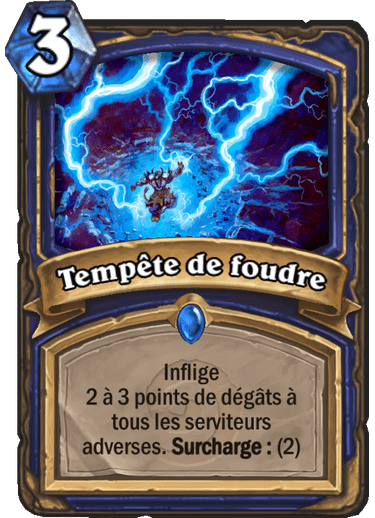 3
Tempête de foudre
Inflige
2 à 3 points de dégâts à
tous les serviteurs
adverses. Surcharge : (2)